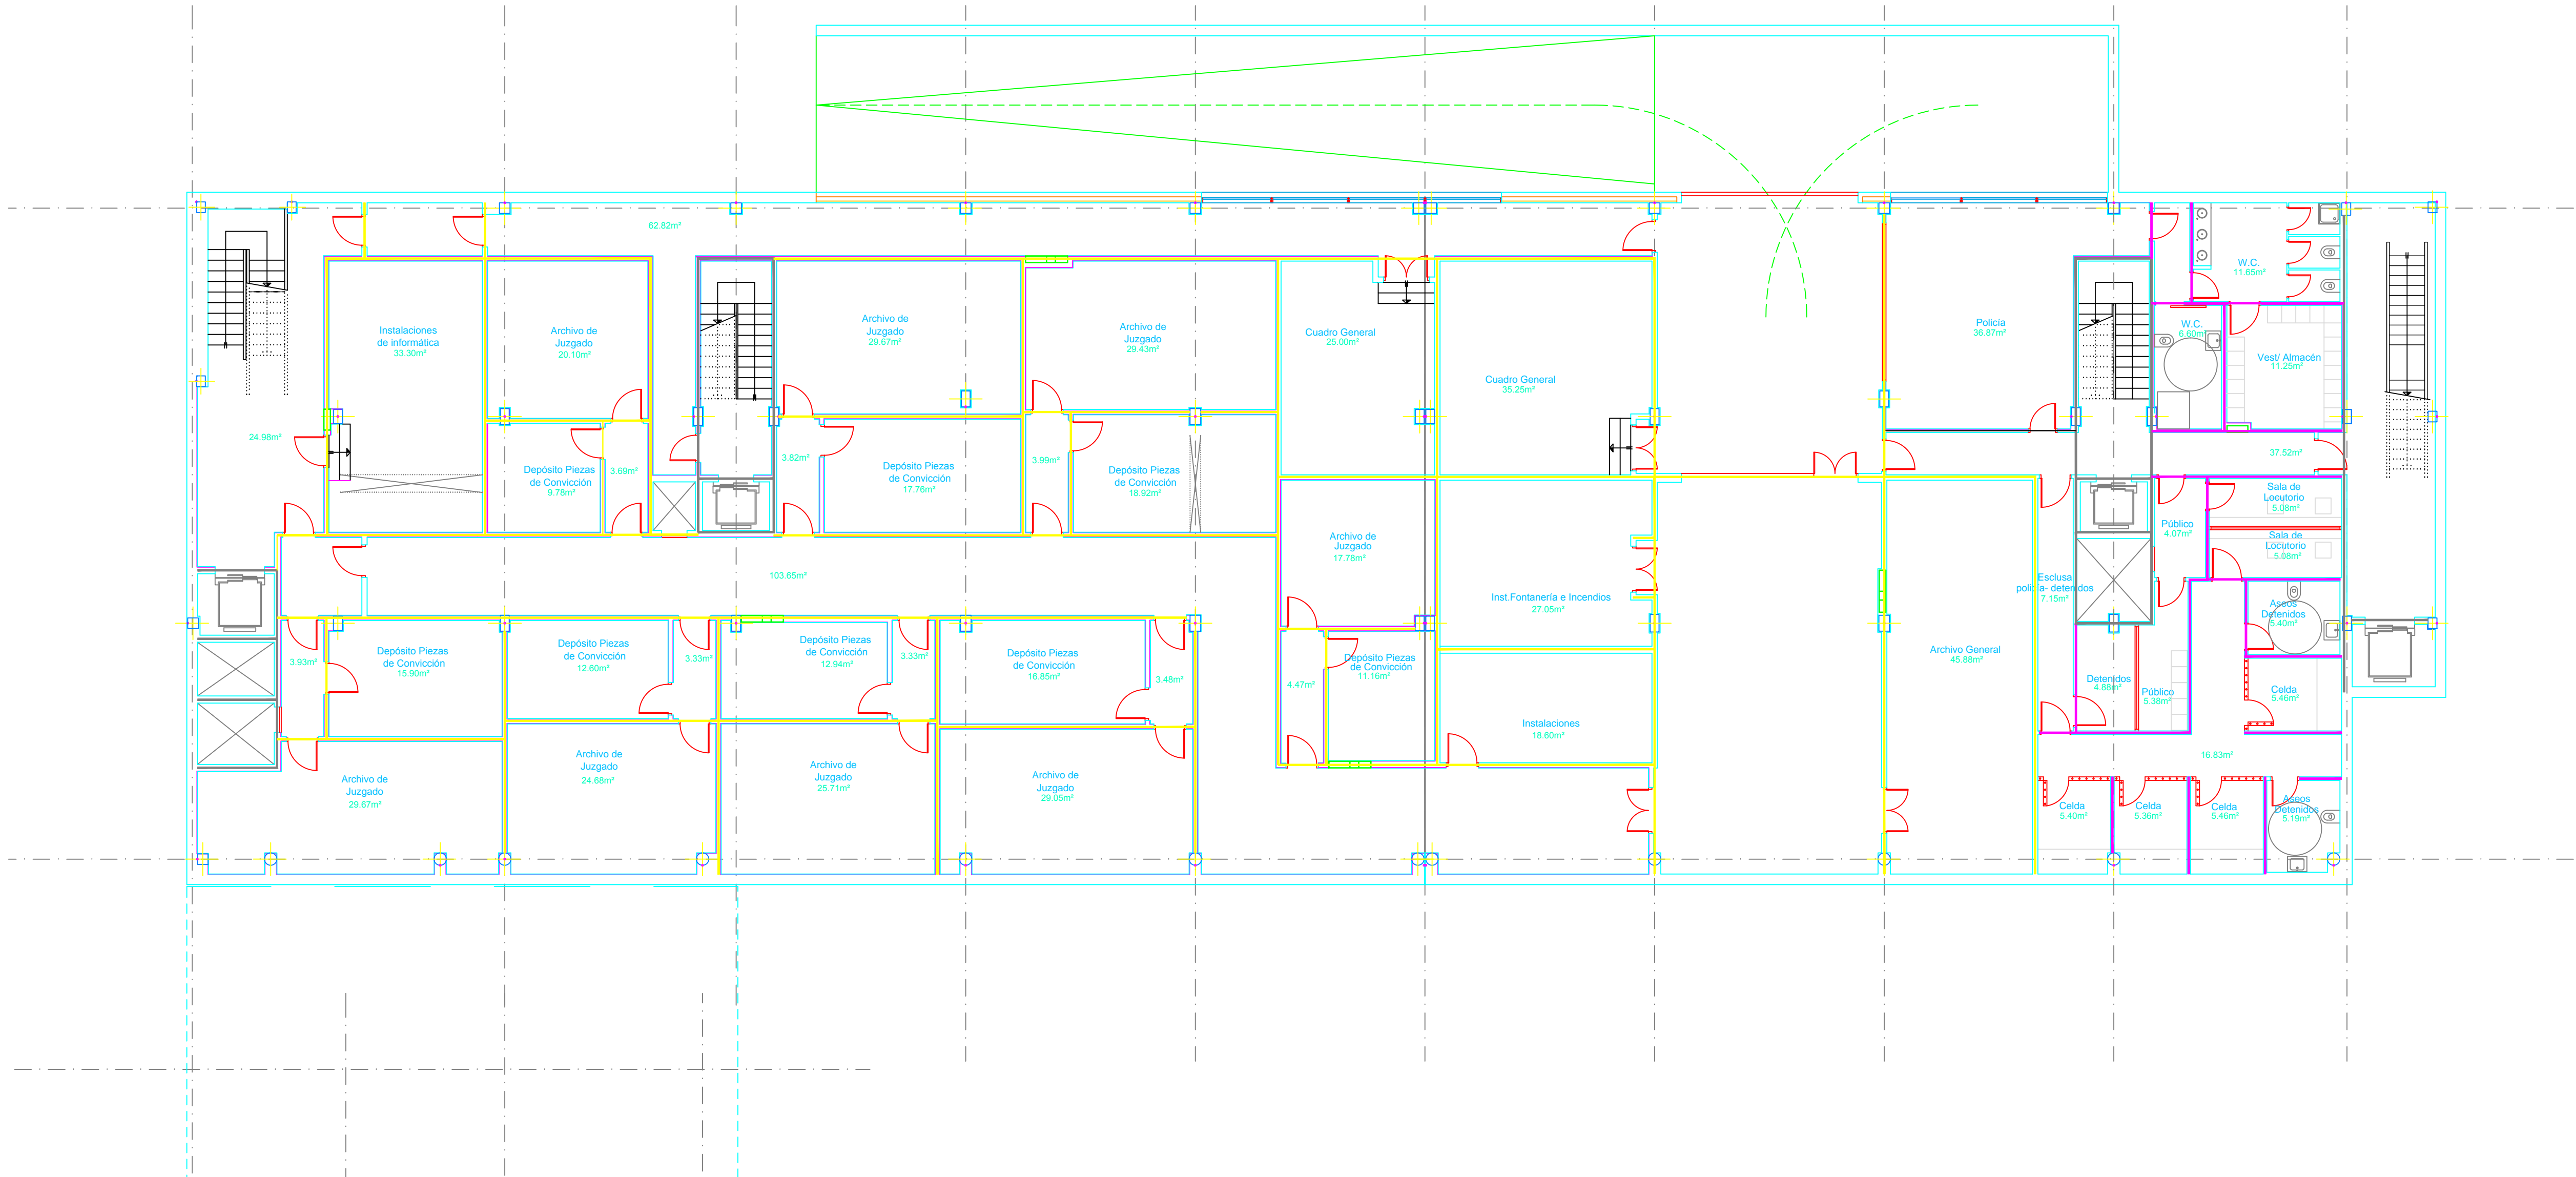 62.82m²
W.C.
11.65m²
Instalaciones
de informática
33.30m²
Archivo de
Juzgado
20.10m²
Archivo de
Juzgado
29.67m²
Archivo de
Juzgado
29.43m²
Cuadro General
25.00m²
Cuadro General
35.25m²
Policía
36.87m²
W.C.
6.60m²
Vest/ Almacén
11.25m²
24.98m²
Depósito Piezas
de Convicción
9.78m²
3.69m²
3.82m²
Depósito Piezas
de Convicción
17.76m²
3.99m²
Depósito Piezas
de Convicción
18.92m²
37.52m²
Sala de
Locutorio
5.08m²
Público
4.07m²
Sala de
Locutorio
5.68m²
Archivo de
Juzgado
17.78m²
103.65m²
Inst.Fontanería e Incendios
27.05m²
Esclusa
policía- detenidos
7.15m²
Aseos
Detenidos
5.40m²
3.93m²
Depósito Piezas
de Convicción
15.90m²
Depósito Piezas
de Convicción
12.60m²
3.33m²
Depósito Piezas
de Convicción
12.94m²
3.33m²
Depósito Piezas
de Convicción
16.85m²
3.46m²
4.47m²
Depósito Piezas
de Convicción
11.16m²
Archivo General
45.88m²
Detenidos
4.88m²
Público
5.38m²
Celda
5.46m²
Instalaciones
18.60m²
16.83m²
Archivo de
Juzgado
29.67m²
Archivo de
Juzgado
24.68m²
Archivo de
Juzgado
25.71m²
Archivo de
Juzgado
29.05m²
Celda
5.40m²
Celda
5.36m²
Celda
5.46m²
Aseos
Detenidos
5.19m²